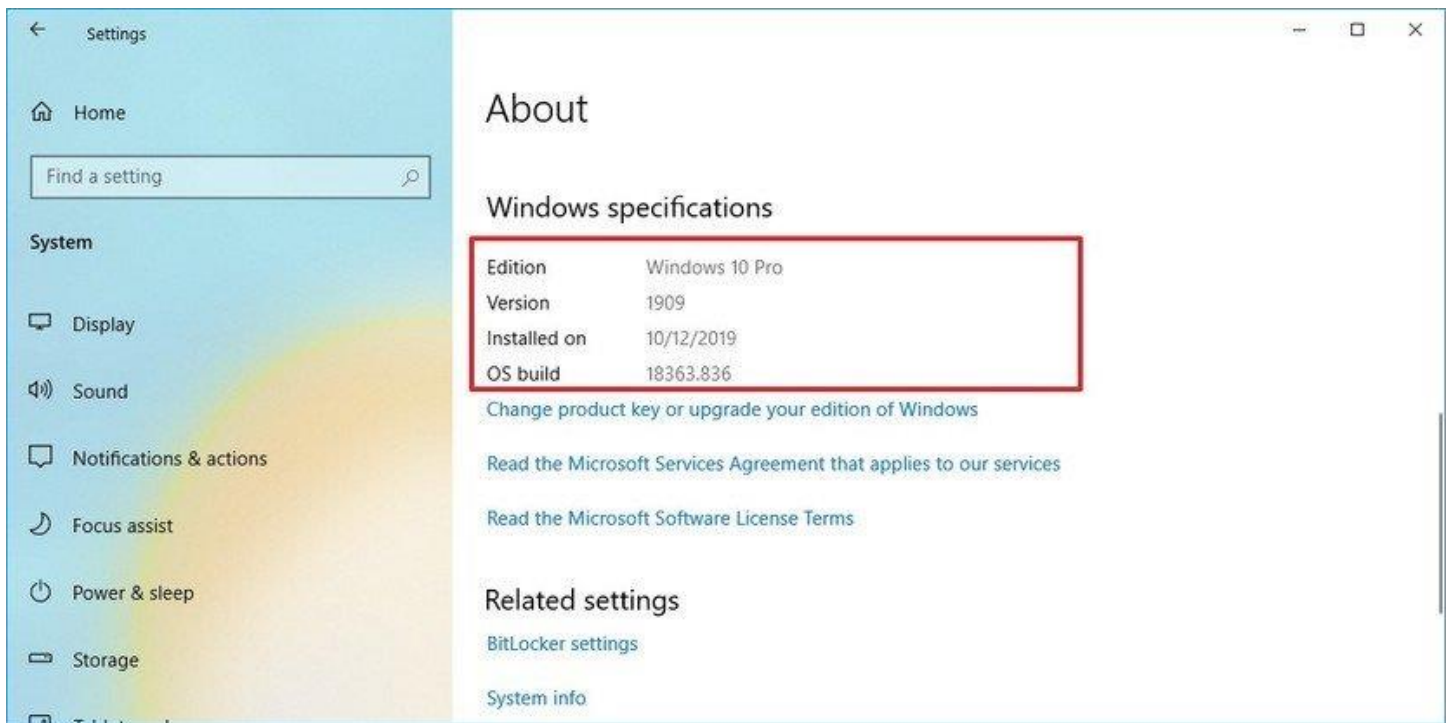 Settings
Home
Find a setting
System
Display
Sound
Notifications & actions
Focus assist
Power & sleep
Storage
About
Windows specifications
Edition Windows 10 Pro
Version 1909
Installed on 10/12/2019
OS build 18363.836
Change product key or upgrade your edition of Windows
Read the Microsoft Services Agreement that applies to our services
Read the Microsoft Software License Terms
Related settings
BitLocker settings
System info